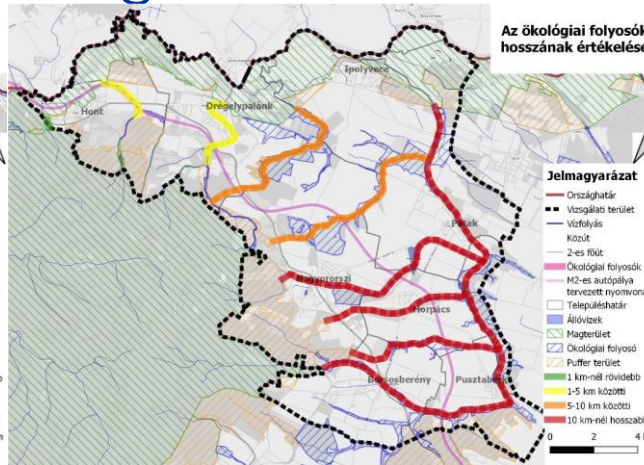 Az ökológiai folyosók
hosszának értékelése
Ipolyvece
Hont
Drégelypalánk
Patak
Nagyoroszi
Horpács
Borsosberény
Jelmagyarázat
Országhatár
Vizsgálati terület
Vízfolyás
Közút
2-es főút
Ökológiai folyosók
M2-es autópálya
tervezett nyomvona
Településhatár
Állóvizek
Magterület
Ökológiai folyosó
Puffer terület
1 km-nél rövidebb
1-5 km közötti
5-10 km közötti
10 km-nél hosszabb
0 2 4